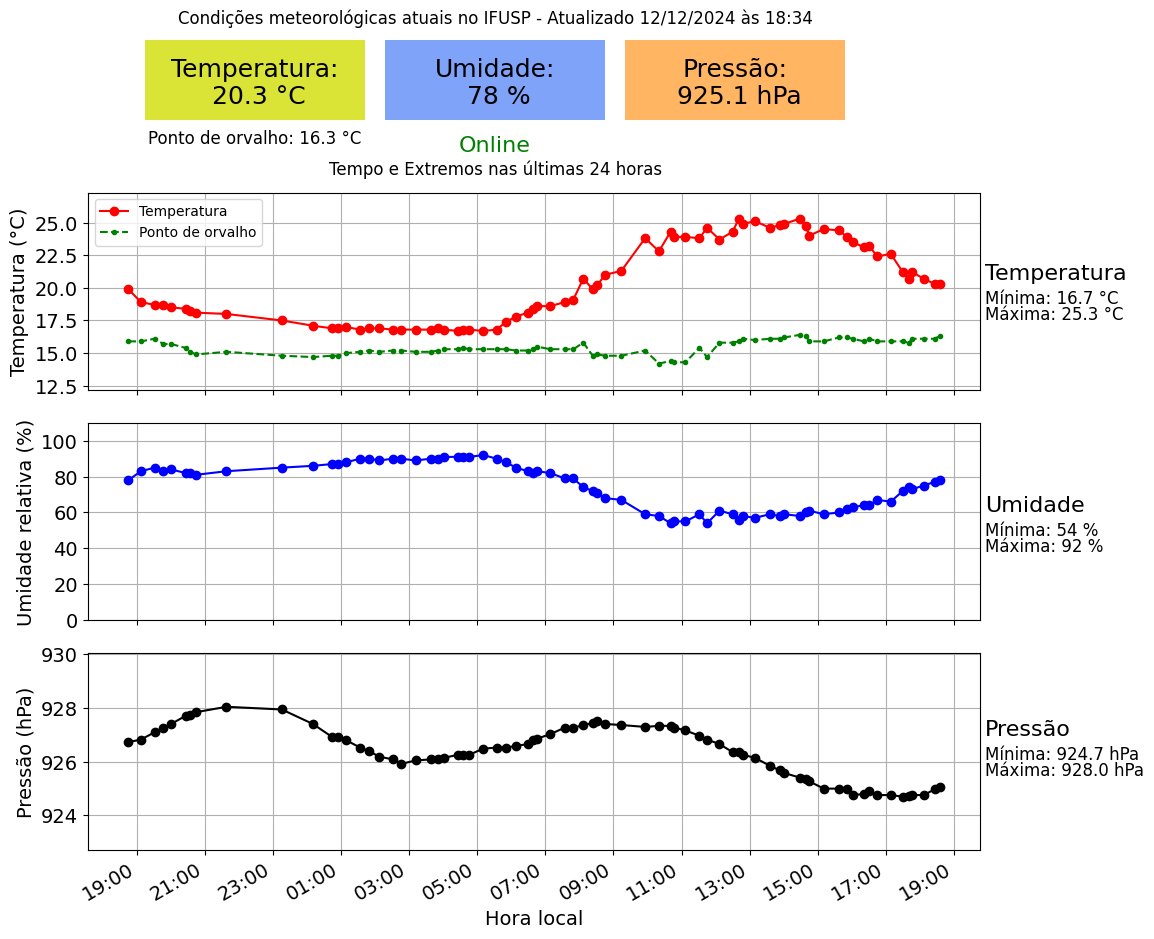 Condições meteorológicas atuais no IFUSP - Atualizado 12/12/2024 às 18:34
Temperatura:
20.3 °C
Umidade:
78 %
Pressão:
925.1 hPa
Ponto de orvalho: 16.3 °C
Online
Tempo e Extremos nas últimas 24 horas
Temperatura (°C)
25.0
22.5
20.0
17.5
15.0
12.5
Temperatura
Ponto de orvalho
Temperatura
Mínima: 16.7 °C
Máxima: 25.3 °C
Umidade relativa (%)
100
80
60
40
20
0
Umidade
Mínima: 54 %
Máxima: 92 %
Pressão (hPa)
930
928
926
924
Pressão
Mínima: 924.7 hPa
Máxima: 928.0 hPa
19:00 21:00 23:00 01:00 03:00 05:00 07:00 09:00 11:00 13:00 15:00 17:00 19:00
Hora local